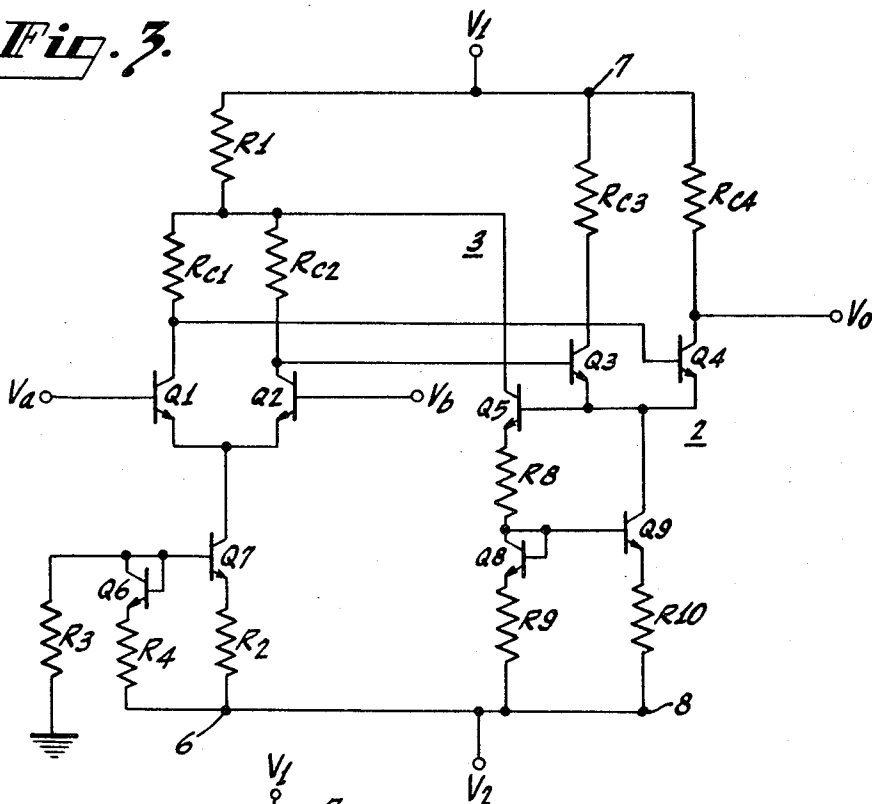 Fig. 3.
V1
7
R1
RC3
RC4
3
RC1
RC2
Vo
Q3
Q4
Va
Q1
Q2
Vb
Q5
2
R8
Q7
Q9
Q6
Q8
R3
R4
R2
R9
R10
6
8
V1
V2